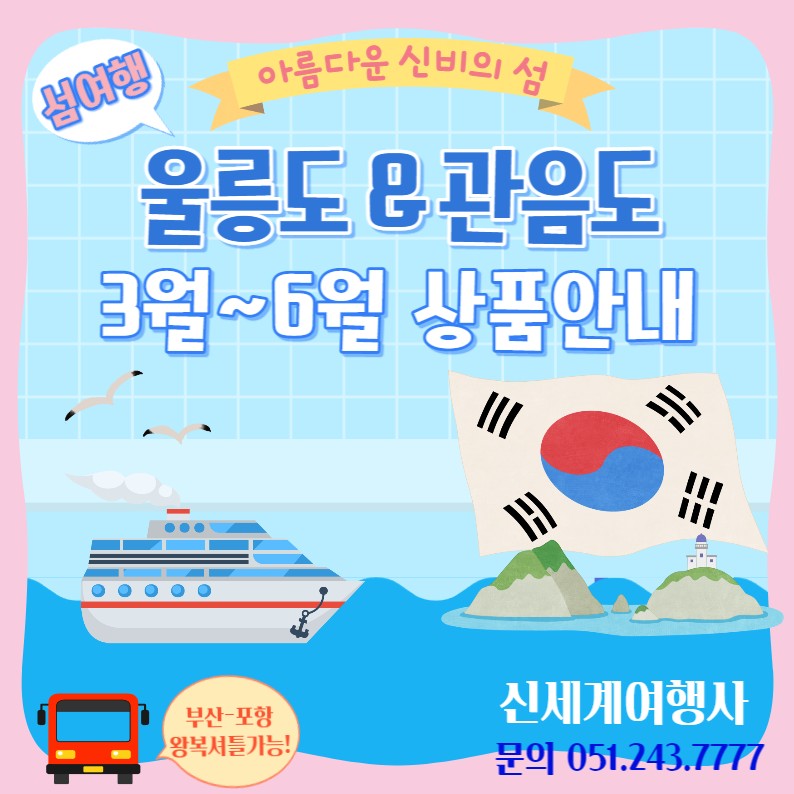 섬여행
아름다운 신비의 섬
울릉도 & 관음도
3월~6월 상품안내
부산-포항
왕복셔틀가능!
신세계여행사
문의 051.243.7777